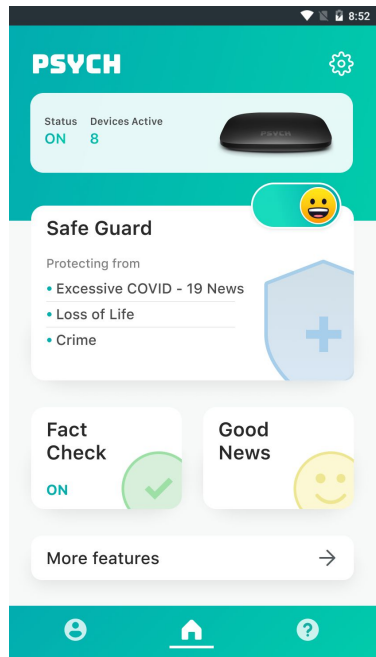 8:52
PSYCH
Status Devices Active
ON 8
PSYCH
Safe Guard
Protecting from
• Excessive COVID - 19 News
• Loss of Life
• Crime
Fact
Check
ON
Good
News
More features